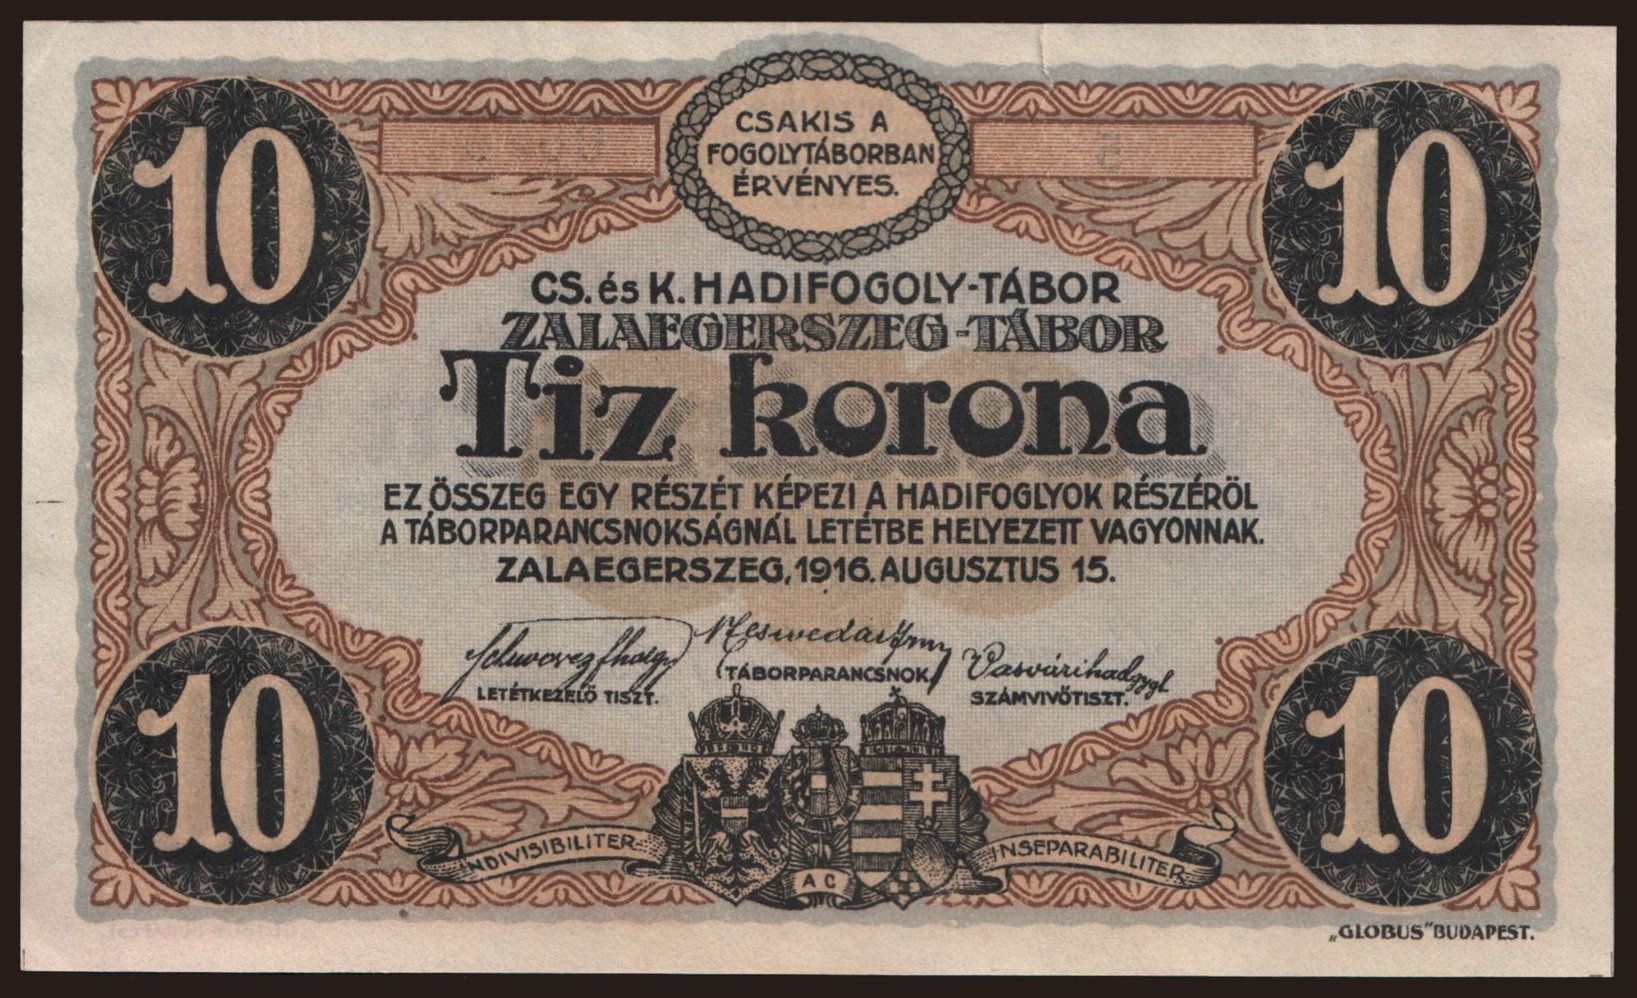 10
10
CSAKIS A
FOGOLYTÁBORBAN
ÉRVÉNYES.
CS. és K. HADIFOGOLY-TÁBOR
ZALAEGERSZEG-TÁBOR
Tiz korona
EZ ÖSSZEG EGY RÉSZÉT KÉPEZI A HADIFOGLYOK RÉSZÉRÖL
A TÁBORPARANCSNOKSÁGNÁL LETÉTBE HELYEZETT VAGYONNAK.
ZALAEGERSZEG, 1916. AUGUSZTUS 15.
TÁBORPARANCSNOK
LETÉTKEZELŐ TISZT.
SZÁMVIVŐTISZT.
10
10
INDIVISIBILITER
INSEPARABILITER
A C
„GLOBUS" BUDAPEST.